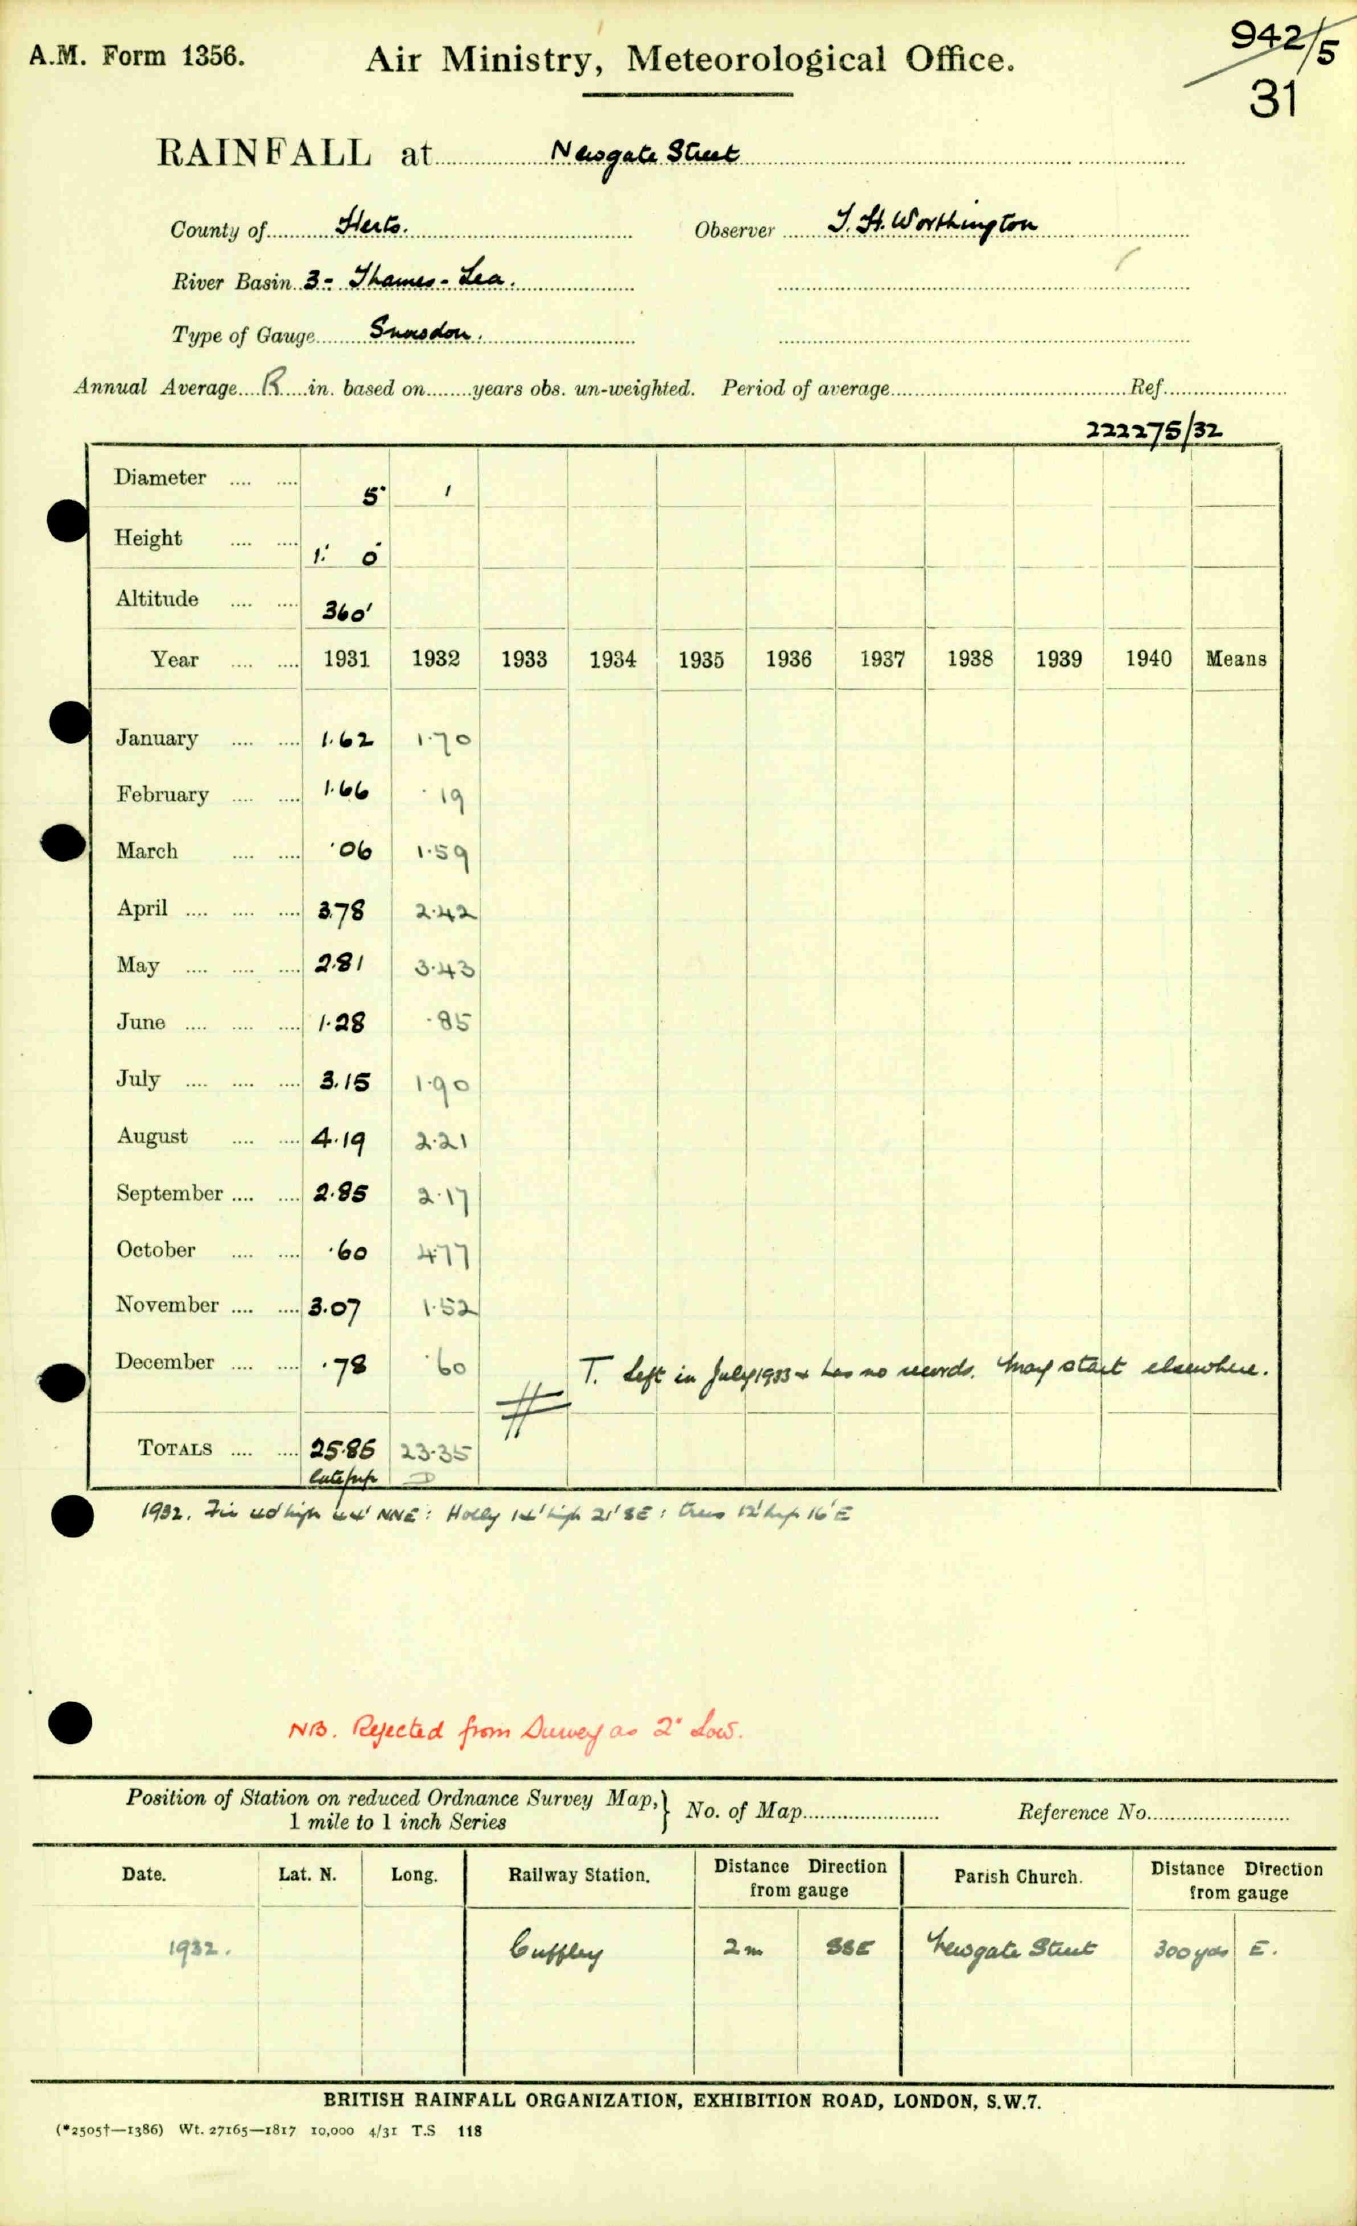 A.M. Form 1356.
Air Ministry, Meteorological Office.
942/5
31
RAINFALL at Newgate Street
County of Herts. Observer T. H. Worthington
River Basin 3 - Thames - Lea.
Type of Gauge Snowdon.
Annual Average R in. based on years obs. un-weighted. Period of average Ref.
222275/32
Diameter 5"
Height 1' 0"
Altitude 360'
Year 1931 1932 1933 1934 1935 1936 1937 1938 1939 1940 Means
January 1.62 1.70
February 1.66 .19
March .06 1.59
April 3.78 2.42
May 2.81 3.43
June 1.28 .85
July 3.15 1.90
August 4.19 2.21
September 2.85 2.17
October .60 4.77
November 3.07 1.52
December .78 .60 T. Left in July 1933 & has no records. May start elsewhere.
TOTALS 25.85 23.35
D
1932. Fir high NNE: Holly 14' high 21' SE: trees 12' high 16' E
NB. Rejected from Survey as 2" Low.
Position of Station on reduced Ordnance Survey Map, } No. of Map Reference No.
1 mile to 1 inch Series
Date. Lat. N. Long. Railway Station. Distance Direction from gauge Parish Church. Distance Direction from gauge
1932. Cuffley 2m SSE Newgate Street 300 yds E.
BRITISH RAINFALL ORGANIZATION, EXHIBITION ROAD, LONDON, S.W.7.
(*2505†—1386) Wt. 27165—1817 10,000 4/31 T.S 118